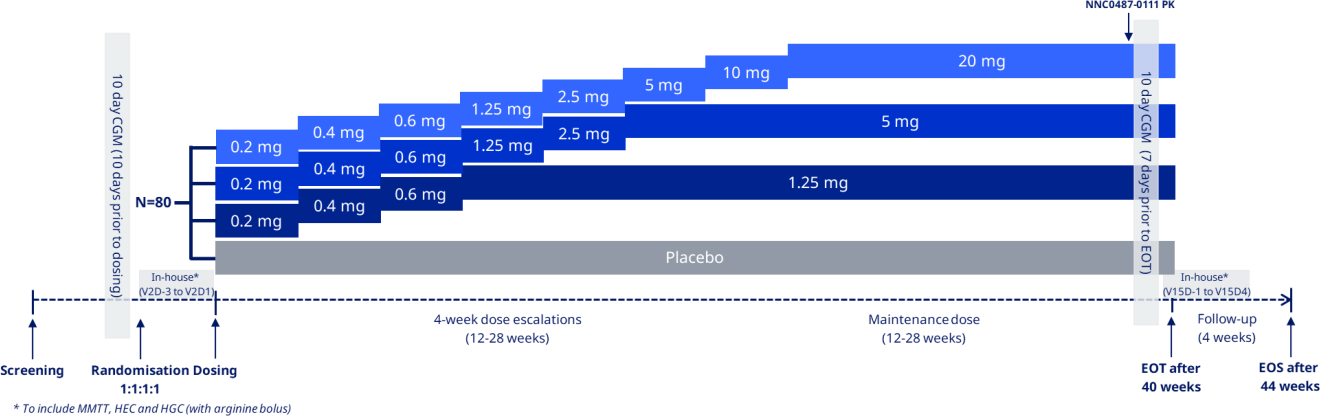 NNC0487-0111 PK
20 mg
10 mg
5 mg
2.5 mg
1.25 mg
0.6 mg
0.4 mg
0.2 mg
5 mg
2.5 mg
1.25 mg
0.6 mg
0.4 mg
0.2 mg
1.25 mg
0.6 mg
0.4 mg
0.2 mg
Placebo
N=80
10 day CGM (10 days prior to dosing)
10 day CGM (7 days prior to EOT)
In-house*
(V2D-3 to V2D1)
In-house*
(V15D-1 to V15D4)
4-week dose escalations
(12-28 weeks)
Maintenance dose
(12-28 weeks)
Follow-up
(4 weeks)
Screening
Randomisation
1:1:1:1
Dosing
EOT after
40 weeks
EOS after
44 weeks
* To include MMTT, HEC and HGC (with arginine bolus)